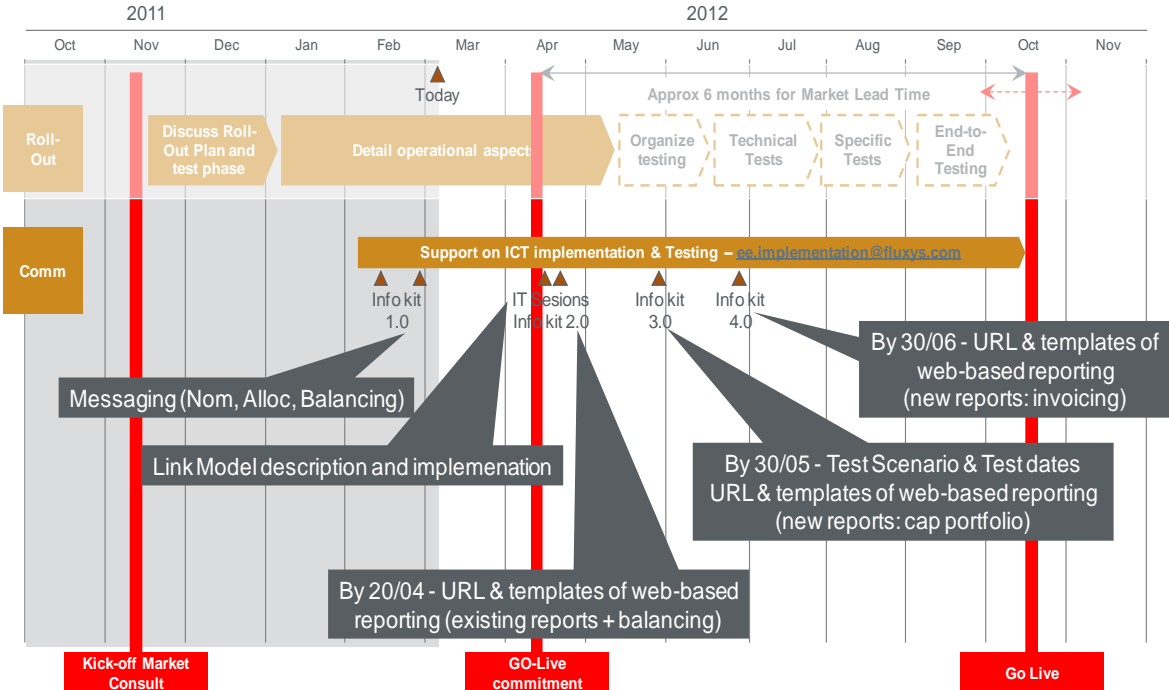 2011
2012
Oct
Nov
Dec
Jan
Feb
Mar
Apr
May
Jun
Jul
Aug
Sep
Oct
Nov
Today
Approx 6 months for Market Lead Time
Roll-
Out
Discuss Roll-
Out Plan and
test phase
Detail operational aspects
Organize
testing
Technical
Tests
Specific
Tests
End-to-
End
Testing
Comm
Support on ICT implementation & Testing – ee.implementation@fluxys.com
Info kit
1.0
IT Sesions
Info kit 2.0
Info kit
3.0
Info kit
4.0
By 30/06 - URL & templates of
web-based reporting
(new reports: invoicing)
Messaging (Nom, Alloc, Balancing)
Link Model description and implemenation
By 30/05 - Test Scenario & Test dates
URL & templates of web-based reporting
(new reports: cap portfolio)
By 20/04 - URL & templates of web-based
reporting (existing reports + balancing)
Kick-off Market
Consult
GO-Live
commitment
Go Live